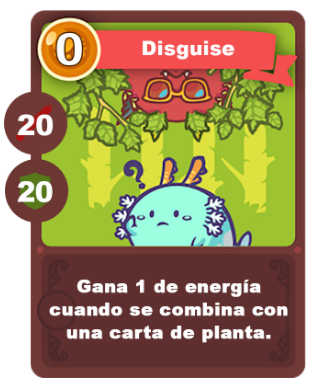 0
Disguise
20
20
?
Gana 1 de energía
cuando se combina con
una carta de planta.